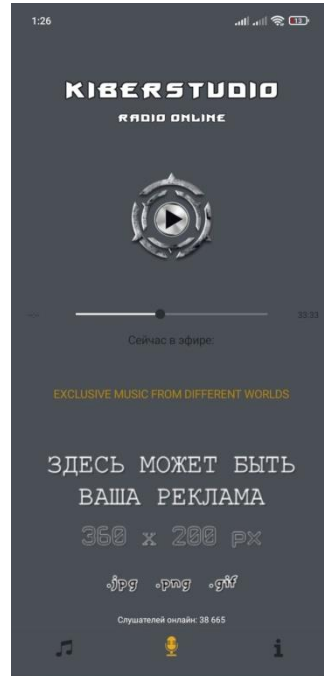 1:26
13
KIBERSTUDIO
RADIO ONLINE
33:33
Сейчас в эфире:
EXCLUSIVE MUSIC FROM DIFFERENT WORLDS
ЗДЕСЬ МОЖЕТ БЫТЬ
ВАША РЕКЛАМА
360 x 200 px
.jpg .png .gif
Слушателей онлайн: 38 665